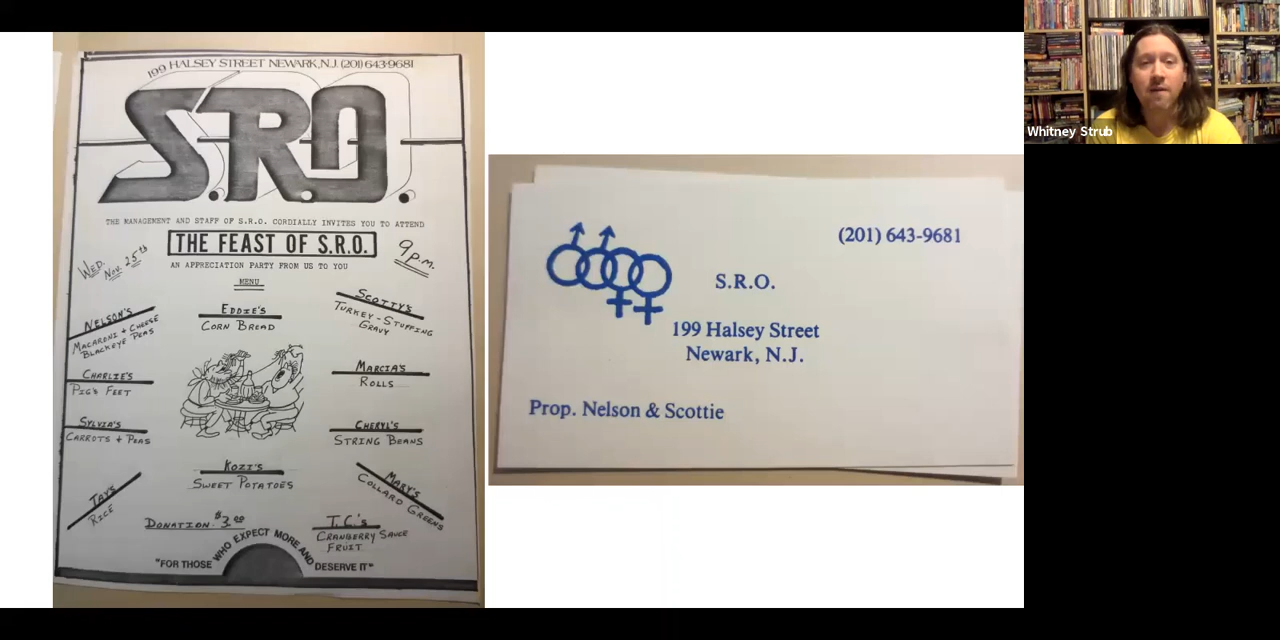 199 HALSEY STREET NEWARK, N.J. (201) 643-9681
S.R.O.
THE MANAGEMENT AND STAFF OF S.R.O. CORDIALLY INVITES YOU TO ATTEND
THE FEAST OF S.R.O.
WED. NOV. 25th
9 P.M.
AN APPRECIATION PARTY FROM US TO YOU
MENU
NELSON'S
MACARONI + CHEESE
BLACKEYE PEAS
EDDIE'S
CORN BREAD
SCOTTY'S
TURKEY-STUFFING
GRAVY
CHARLIE'S
PIG'S FEET
MARCIA'S
ROLLS
SYLVIA'S
CARROTS + PEAS
CHERYL'S
STRING BEANS
TAY'S
RICE
KOZI'S
SWEET POTATOES
MARY'S
COLLARD GREENS
DONATION $3.00
T.C.'S
CRANBERRY SAUCE
FRUIT
"FOR THOSE WHO EXPECT MORE AND DESERVE IT"
(201) 643-9681
S.R.O.
199 Halsey Street
Newark, N.J.
Prop. Nelson & Scottie
Whitney Strub